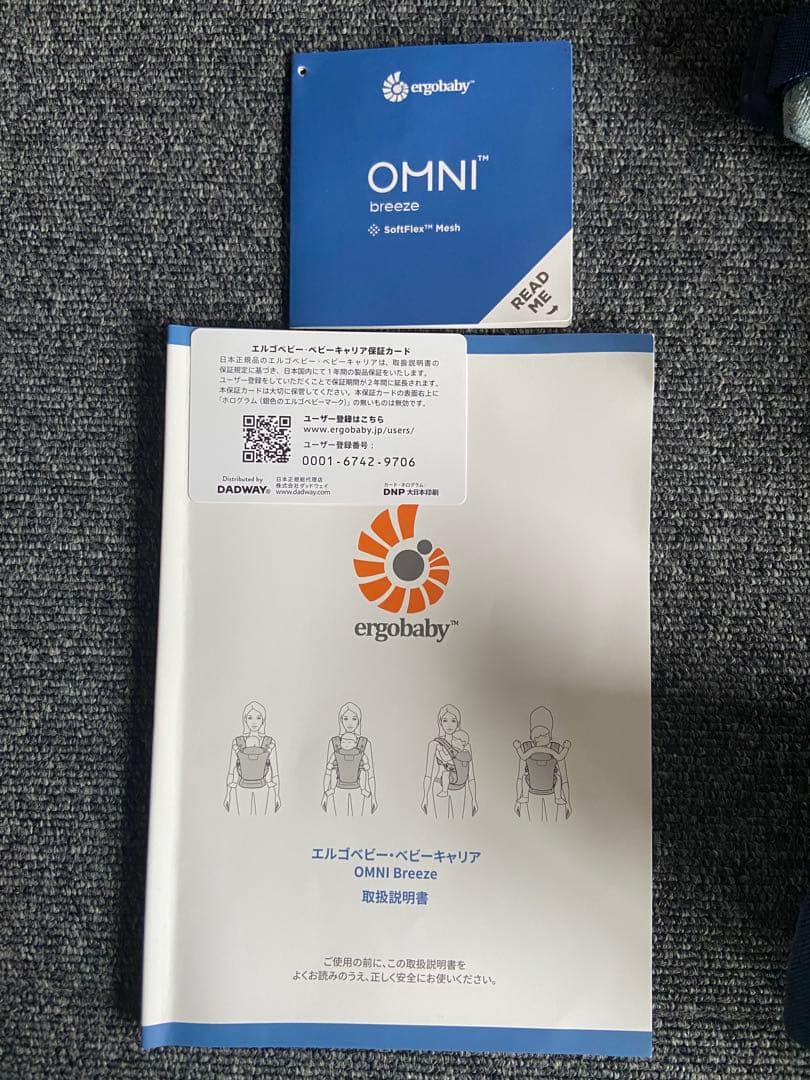 ergobaby™
OMNI™
breeze
SoftFlex™ Mesh
READ
ME
エルゴベビー・ベビーキャリア保証カード
日本正規品のエルゴベビー・ベビーキャリアは、取扱説明書の
保証規定に基づき、日本国内にて1年間の製品保証をいたします。
ユーザー登録をしていただくことで保証期間が2年間に延長されます。
本保証カードは大切に保管してください。本保証カードの表面右上に
「ホログラム（銀色のエルゴベビーマーク）」の無いものは無効です。
ユーザー登録はこちら
www.ergobaby.jp/users/
ユーザー登録番号：
0001-6742-9706
Distributed by
DADWAY®
日本正規総代理店
株式会社ダッドウェイ
www.dadway.com
カード・ホログラム：
DNP 大日本印刷
ergobaby™
エルゴベビー・ベビーキャリア
OMNI Breeze
取扱説明書
ご使用の前に、この取扱説明書を
よくお読みのうえ、正しく安全にお使いください。